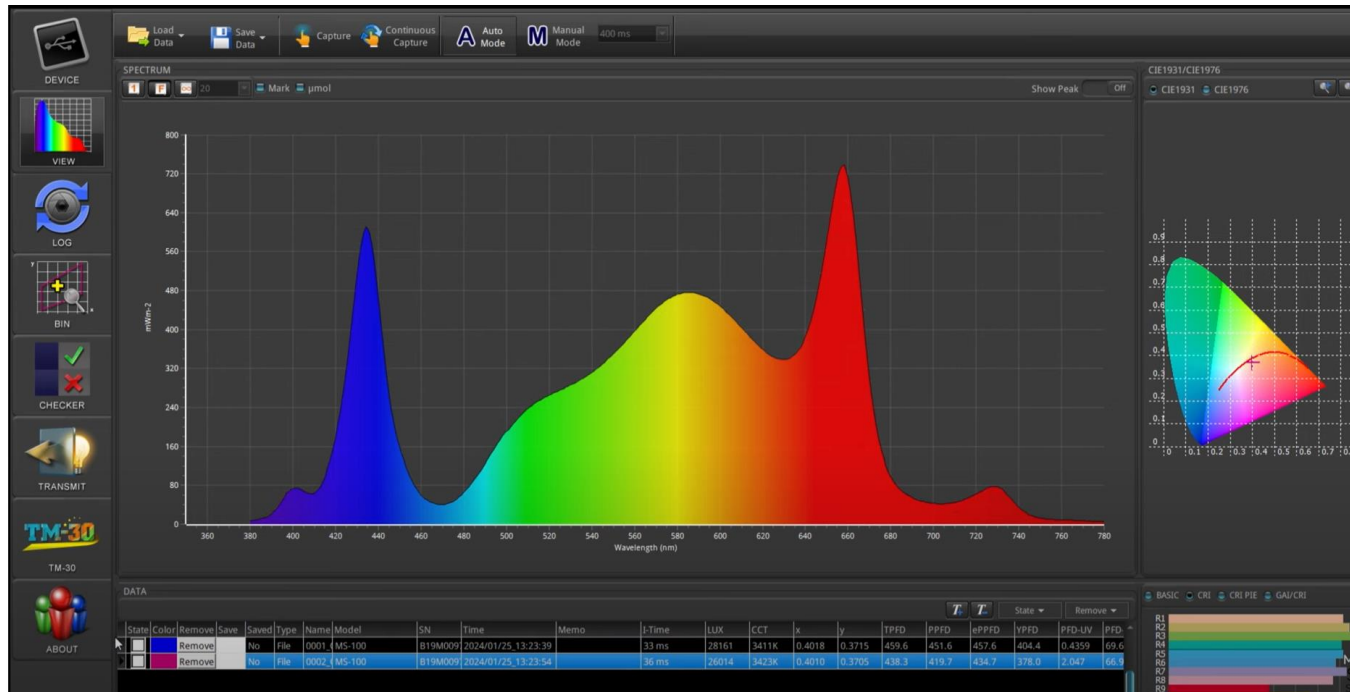 Load Data
Save Data
Capture
Continuous Capture
A Auto Mode
M Manual Mode
400 ms
DEVICE
VIEW
LOG
BIN
CHECKER
TRANSMIT
TM-30
TM-30
ABOUT
SPECTRUM
1 F 20 Mark μmol
Show Peak Off
800
720
640
560
480
400
320
240
160
80
0
mWm-2
360 380 400 420 440 460 480 500 520 540 560 580 600 620 640 660 680 700 720 740 760 780
Wavelength (nm)
CIE1931/CIE1976
CIE1931 CIE1976
0.9
0.8
0.7
0.6
0.5
0.4
0.3
0.2
0.1
0
0 0.1 0.2 0.3 0.4 0.5 0.6 0.7
DATA
T+ T- State Remove
State Color Remove Save Saved Type Name Model SN Time Memo I-Time LUX CCT x y TPFD PPFD ePPFD YPFD PFD-UV PFD-
Remove No File 0001_( MS-100 B19M009 2024/01/25_13:23:39 33 ms 28161 3411K 0.4018 0.3715 459.6 451.6 457.6 404.4 0.4359 69.6
Remove No File 0002_( MS-100 B19M009 2024/01/25_13:23:54 36 ms 26014 3423K 0.4010 0.3705 438.3 419.7 434.7 378.0 2.047 66.9
BASIC CRI CRI PIE GAI/CRI
R1
R2
R3
R4
R5
R6
R7
R8
R9